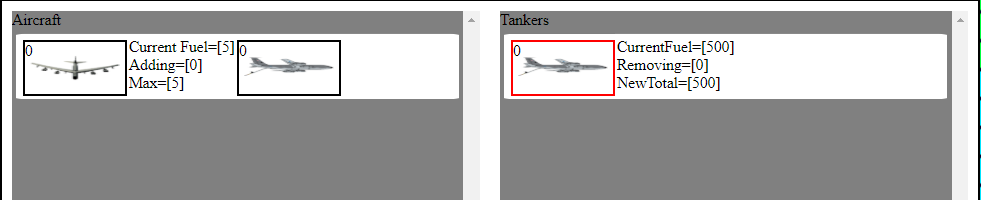 Aircraft
0
Current Fuel=[5]
Adding=[0]
Max=[5]
0
Tankers
0
CurrentFuel=[500]
Removing=[0]
NewTotal=[500]